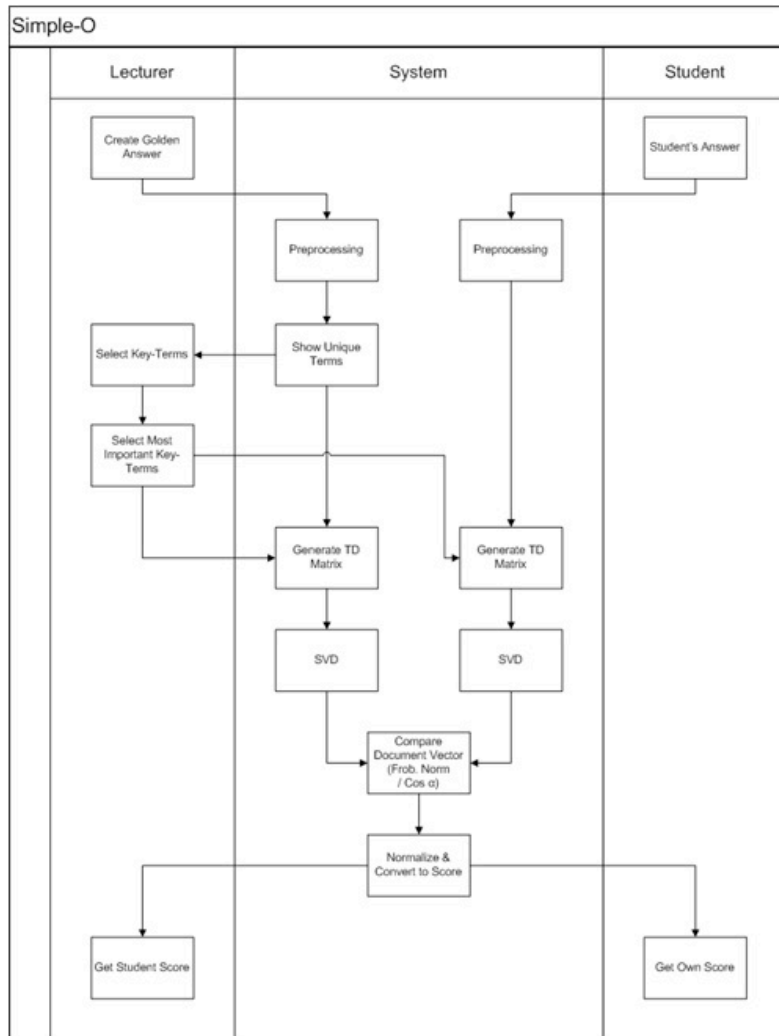 Simple-O
Lecturer
System
Student
Create Golden
Answer
Student's Answer
Preprocessing
Preprocessing
Select Key-Terms
Show Unique
Terms
Select Most
Important Key-
Terms
Generate TD
Matrix
Generate TD
Matrix
SVD
SVD
Compare
Document Vector
(Frob. Norm
/ Cos α)
Normalize &
Convert to Score
Get Student Score
Get Own Score